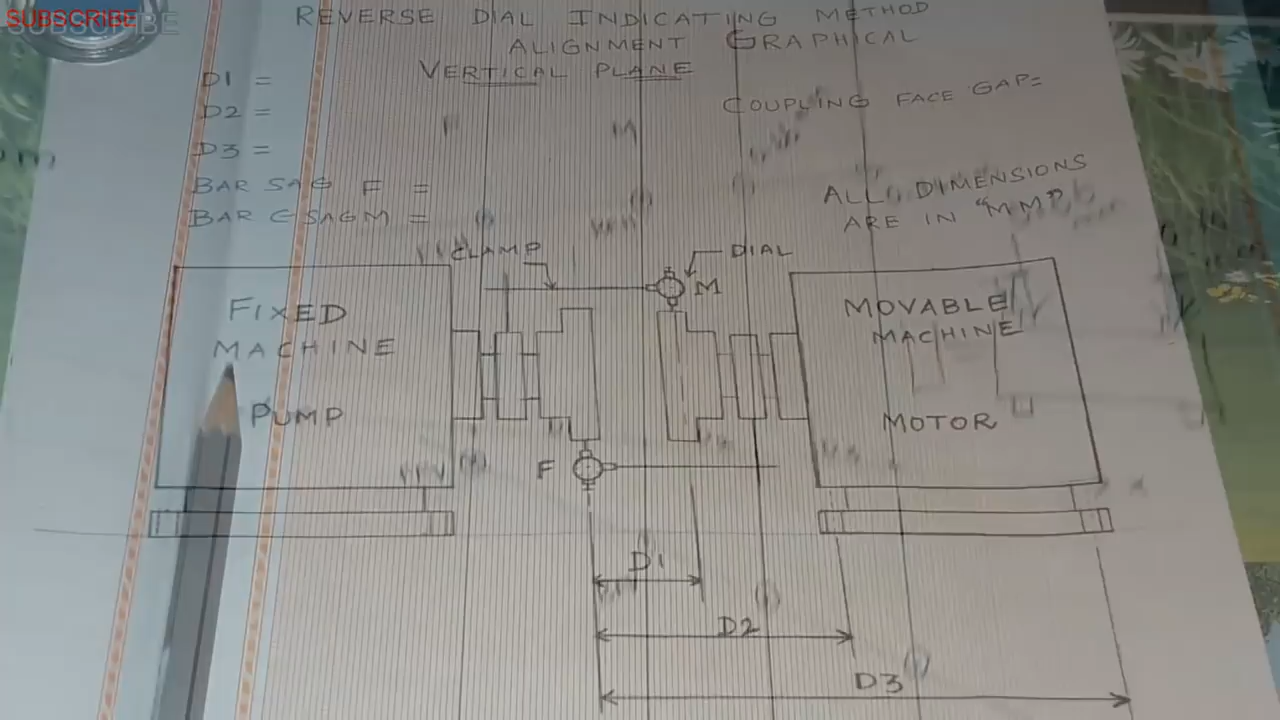 SUBSCRIBE
REVERSE DIAL INDICATING METHOD
ALIGNMENT GRAPHICAL
VERTICAL PLANE
D1 =
D2 =
D3 =
BAR SAG F =
BAR SAG M =
COUPLING FACE GAP=
ALL DIMENSIONS
ARE IN "MM"
CLAMP
DIAL
M
FIXED
MACHINE
PUMP
MOVABLE
MACHINE
MOTOR
F
D1
D2
D3